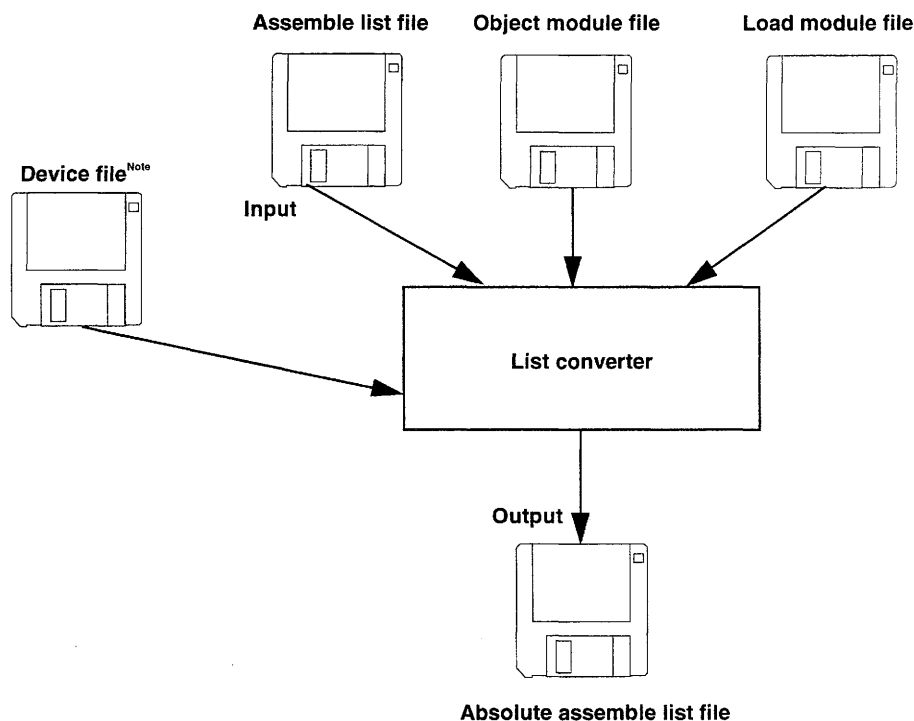 Assemble list file
Object module file
Load module file
Device file Note
Input
List converter
Output
Absolute assemble list file